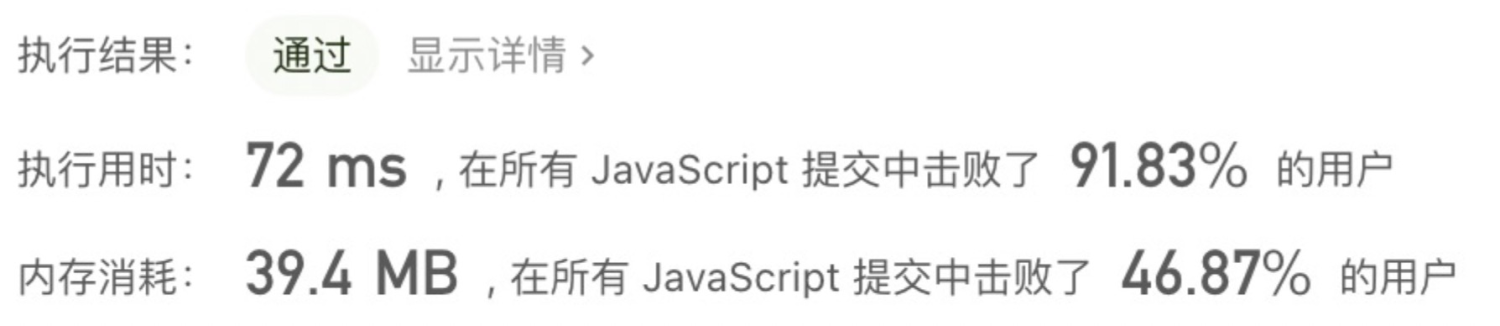 执行结果： 通过 显示详情 ›
执行用时： 72 ms ，在所有 JavaScript 提交中击败了 91.83% 的用户
内存消耗： 39.4 MB ，在所有 JavaScript 提交中击败了 46.87% 的用户